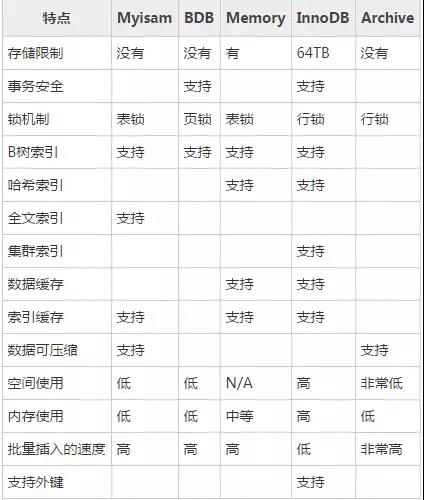 特点 Myisam BDB Memory InnoDB Archive
存储限制 没有 没有 有 64TB 没有
事务安全 支持 支持
锁机制 表锁 页锁 表锁 行锁 行锁
B树索引 支持 支持 支持 支持
哈希索引 支持 支持
全文索引 支持
集群索引 支持
数据缓存 支持 支持
索引缓存 支持 支持 支持
数据可压缩 支持 支持
空间使用 低 低 N/A 高 非常低
内存使用 低 低 中等 高 低
批量插入的速度 高 高 高 低 非常高
支持外键 支持